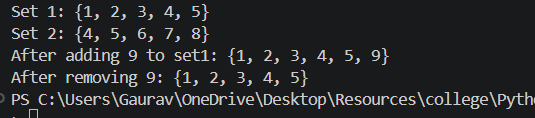 Set 1: {1, 2, 3, 4, 5}
Set 2: {4, 5, 6, 7, 8}
After adding 9 to set1: {1, 2, 3, 4, 5, 9}
After removing 9: {1, 2, 3, 4, 5}
PS C:\Users\Gaurav\OneDrive\Desktop\Resources\college\Pyth